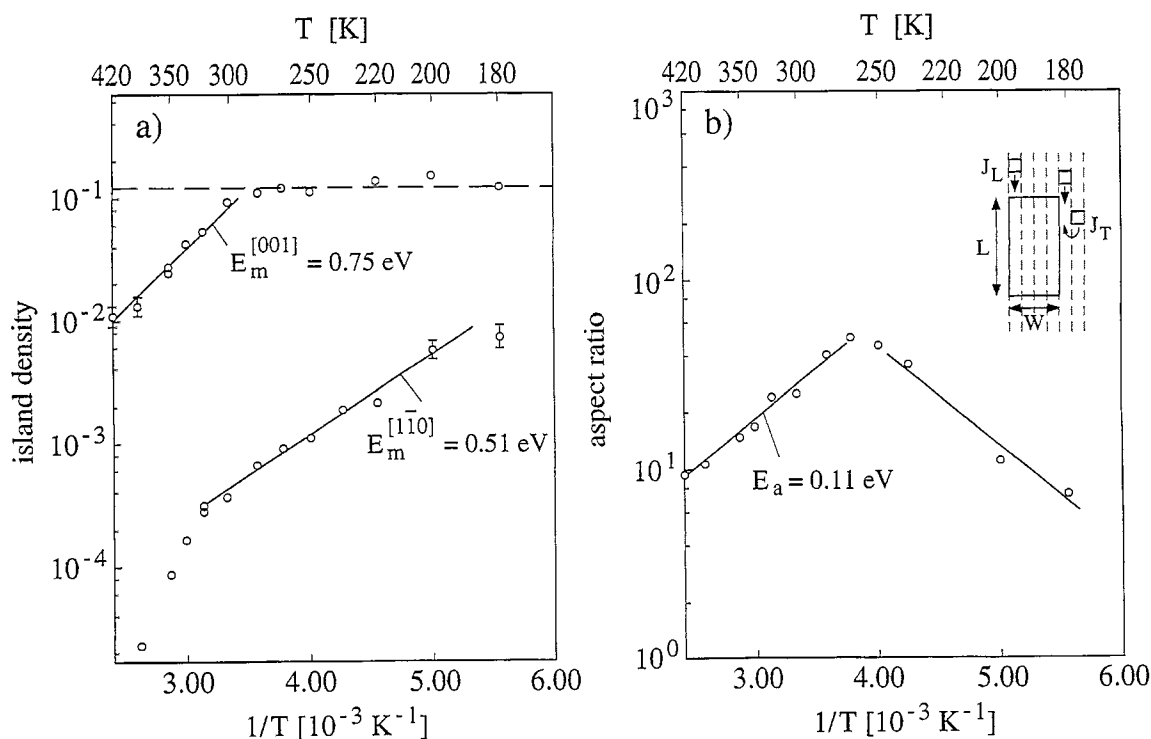 T [K]
420 350 300 250 220 200 180
a)
10^-1
10^-2
10^-3
10^-4
island density
E_m^[001] = 0.75 eV
E_m^[1\bar{1}0] = 0.51 eV
3.00 4.00 5.00 6.00
1/T [10^-3 K^-1]
T [K]
420 350 300 250 220 200 180
b)
10^3
10^2
10^1
10^0
aspect ratio
J_L
J_T
L
W
E_a = 0.11 eV
3.00 4.00 5.00 6.00
1/T [10^-3 K^-1]